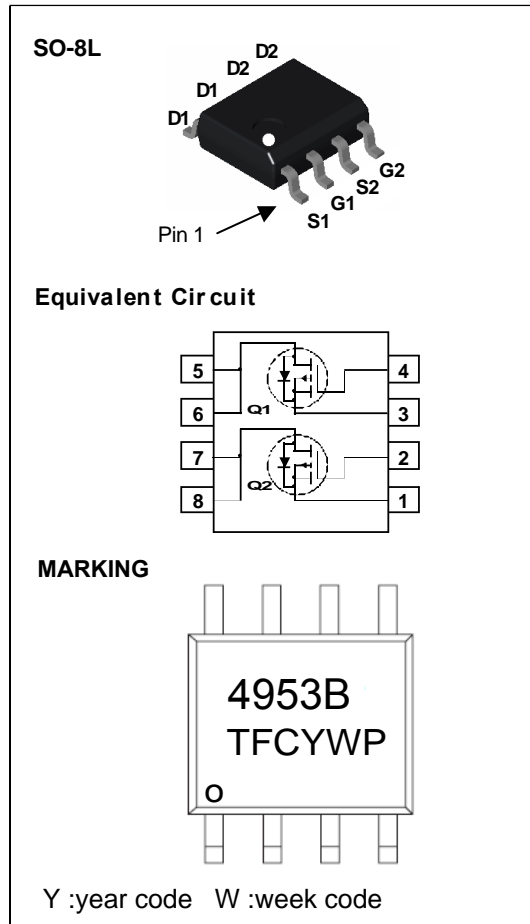 SO-8L
D2
D2
D1
D1
G2
S2
G1
S1
Pin 1
Equivalent Circuit
5 4
6 Q1 3
7 2
8 Q2 1
MARKING
4953B
TFCYWP
O
Y :year code W :week code